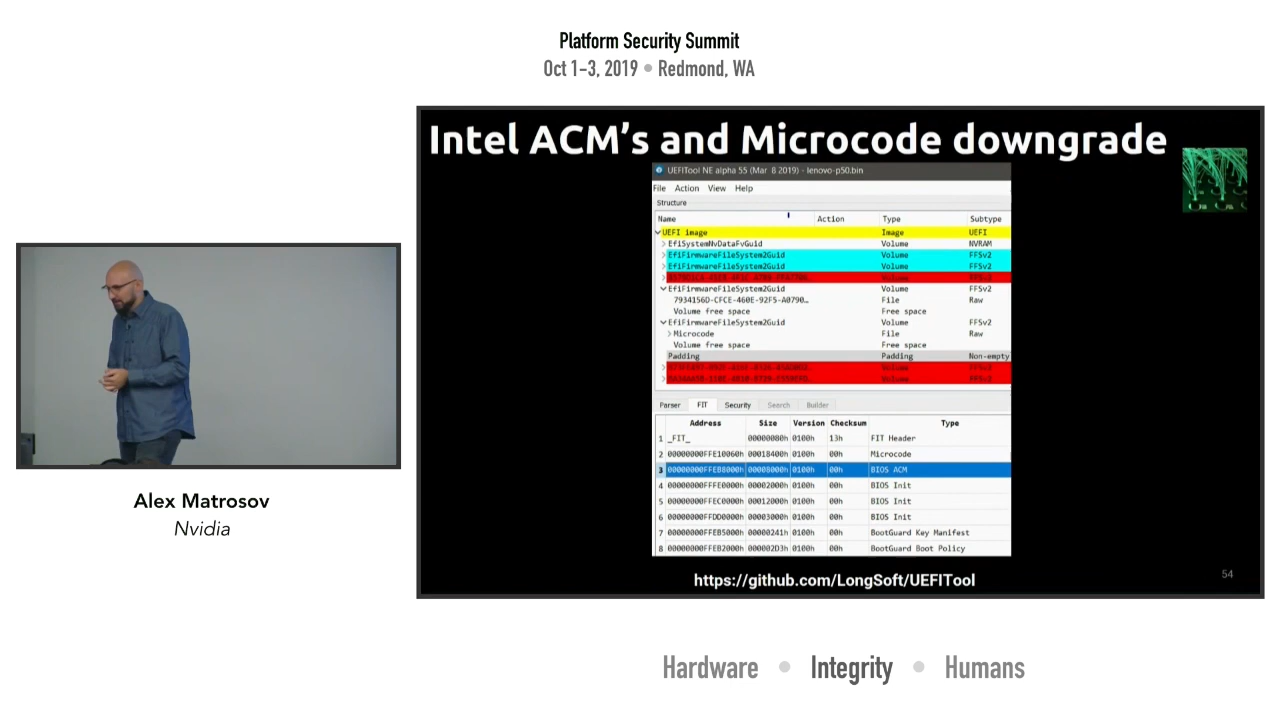 Platform Security Summit
Oct 1-3, 2019 • Redmond, WA
Intel ACM's and Microcode downgrade
UEFITool NE alpha 55 (Mar 8 2019) - lenovo-p50.bin
File Action View Help
Structure
Name Action Type Subtype
UEFI image Image UEFI
EfiSystemNvDataFvGuid Volume NVRAM
EfiFirmwareFileSystem2Guid Volume FFSv2
EfiFirmwareFileSystem2Guid Volume FFSv2
Volume FFSv2
EfiFirmwareFileSystem2Guid Volume FFSv2
7934156D-CFCE-460E-92F5-A0790… File Raw
Volume free space Free space
EfiFirmwareFileSystem2Guid Volume FFSv2
Microcode File Raw
Volume free space Free space
Padding Padding Non-empty
Volume FFSv2
Volume FFSv2
Parser FIT Security Search Builder
Address Size Version Checksum Type
1 _FIT_ 00000080h 0100h 13h FIT Header
2 00000000FFE10060h 00018400h 0100h 00h Microcode
3 00000000FFEB8000h 00008000h 0100h 00h BIOS ACM
4 00000000FFFE0000h 00002000h 0100h 00h BIOS Init
5 00000000FFEC0000h 00012000h 0100h 00h BIOS Init
6 00000000FFDD0000h 00003000h 0100h 00h BIOS Init
7 00000000FFEB5000h 00000241h 0100h 00h BootGuard Key Manifest
8 00000000FFEB2000h 000002D3h 0100h 00h BootGuard Boot Policy
https://github.com/LongSoft/UEFITool
54
Alex Matrosov
Nvidia
Hardware • Integrity • Humans